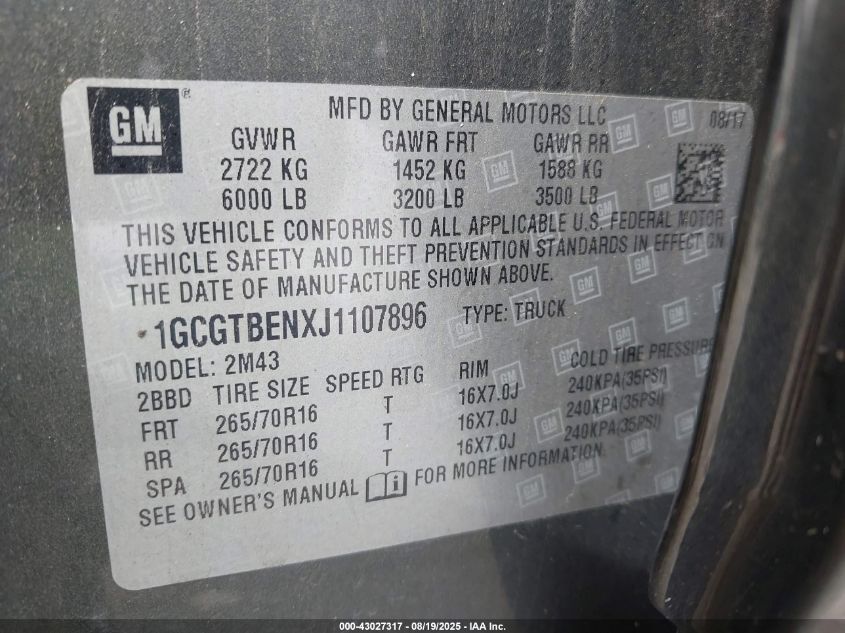 GM ®
MFD BY GENERAL MOTORS LLC 08/17
GVWR GAWR FRT GAWR RR
2722 KG 1452 KG 1588 KG
6000 LB 3200 LB 3500 LB
THIS VEHICLE CONFORMS TO ALL APPLICABLE U.S. FEDERAL MOTOR
VEHICLE SAFETY AND THEFT PREVENTION STANDARDS IN EFFECT ON
THE DATE OF MANUFACTURE SHOWN ABOVE.
1GCGTBENXJ1107896 TYPE: TRUCK
MODEL: 2M43
2BBD TIRE SIZE SPEED RTG RIM COLD TIRE PRESSURE
FRT 265/70R16 T 16X7.0J 240KPA(35PSI)
RR 265/70R16 T 16X7.0J 240KPA(35PSI)
SPA 265/70R16 T 16X7.0J 240KPA(35PSI)
SEE OWNER'S MANUAL i FOR MORE INFORMATION.
000-43027317 - 08/19/2025 - IAA Inc.